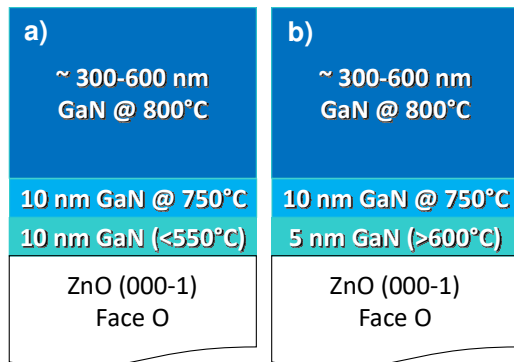 a)
~ 300-600 nm
GaN @ 800°C
10 nm GaN @ 750°C
10 nm GaN (<550°C)
ZnO (000-1)
Face O
b)
~ 300-600 nm
GaN @ 800°C
10 nm GaN @ 750°C
5 nm GaN (>600°C)
ZnO (000-1)
Face O